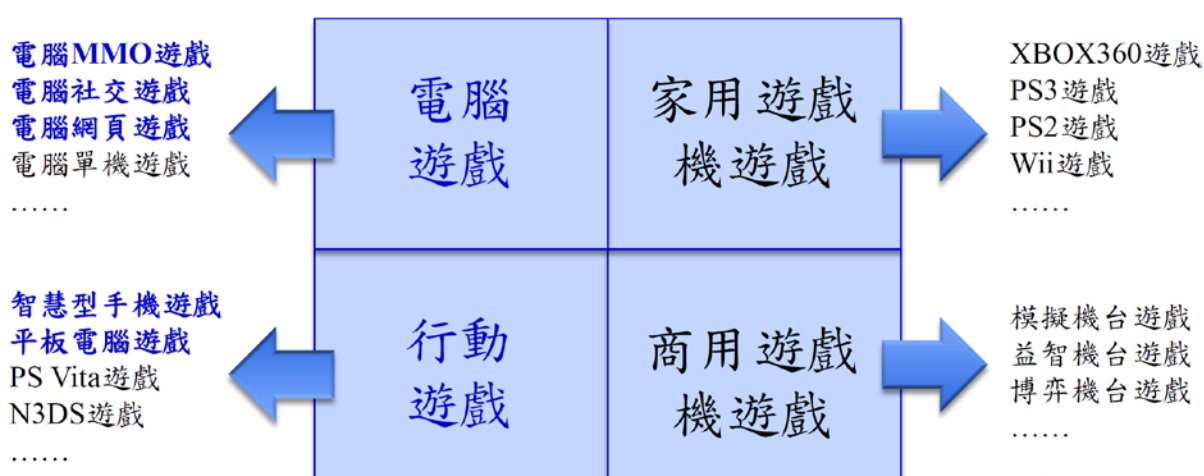 電腦MMO遊戲
電腦社交遊戲
電腦網頁遊戲
電腦單機遊戲
……
電腦
遊戲
家用遊戲
機遊戲
XBOX360遊戲
PS3遊戲
PS2遊戲
Wii遊戲
……
智慧型手機遊戲
平板電腦遊戲
PS Vita遊戲
N3DS遊戲
……
行動
遊戲
商用遊戲
機遊戲
模擬機台遊戲
益智機台遊戲
博弈機台遊戲
……